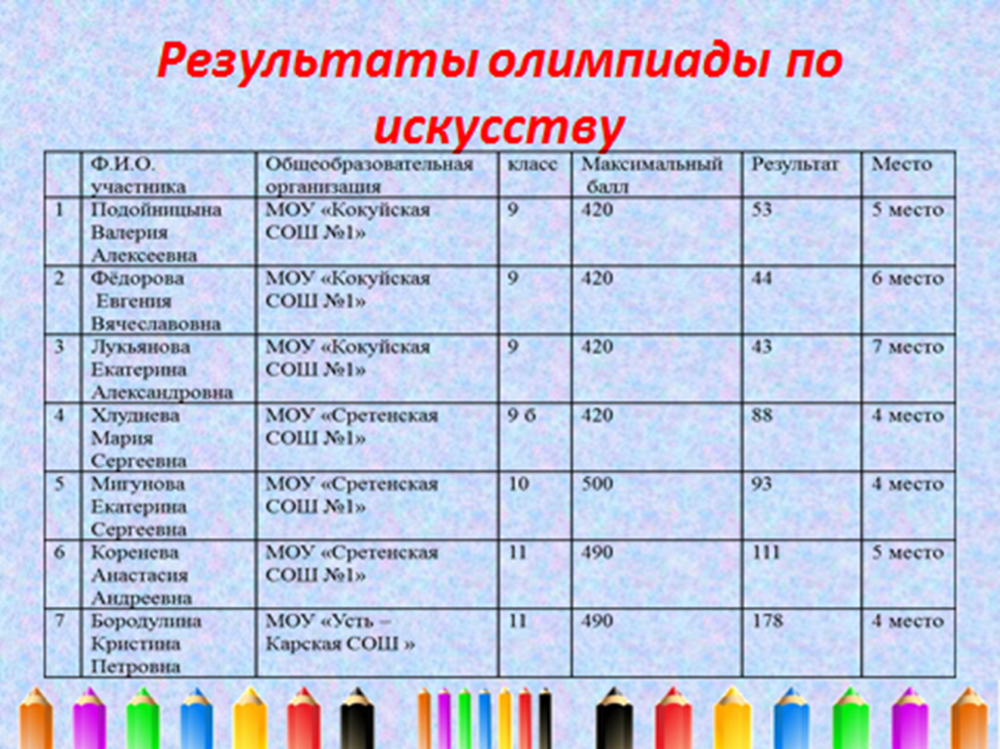 Результаты олимпиады по
искусству
Ф.И.О. участника Общеобразовательная организация класс Максимальный балл Результат Место
1 Подойницына Валерия Алексеевна МОУ «Кокуйская СОШ №1» 9 420 53 5 место
2 Фёдорова Евгения Вячеславовна МОУ «Кокуйская СОШ №1» 9 420 44 6 место
3 Лукьянова Екатерина Александровна МОУ «Кокуйская СОШ №1» 9 420 43 7 место
4 Хлуднева Мария Сергеевна МОУ «Сретенская СОШ №1» 9 б 420 88 4 место
5 Мигунова Екатерина Сергеевна МОУ «Сретенская СОШ №1» 10 500 93 4 место
6 Коренева Анастасия Андреевна МОУ «Сретенская СОШ №1» 11 490 111 5 место
7 Бородулина Кристина Петровна МОУ «Усть – Карская СОШ » 11 490 178 4 место